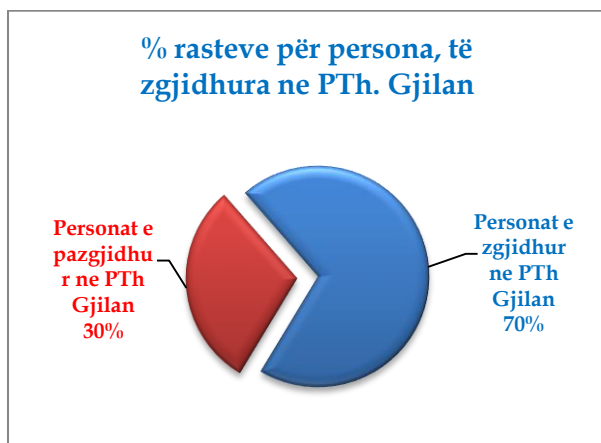 % rasteve për persona, të
zgjidhura ne PTh. Gjilan
Personat e
pazgjidhu
r ne PTh
Gjilan
30%
Personat e
zgjidhur
ne PTh
Gjilan
70%